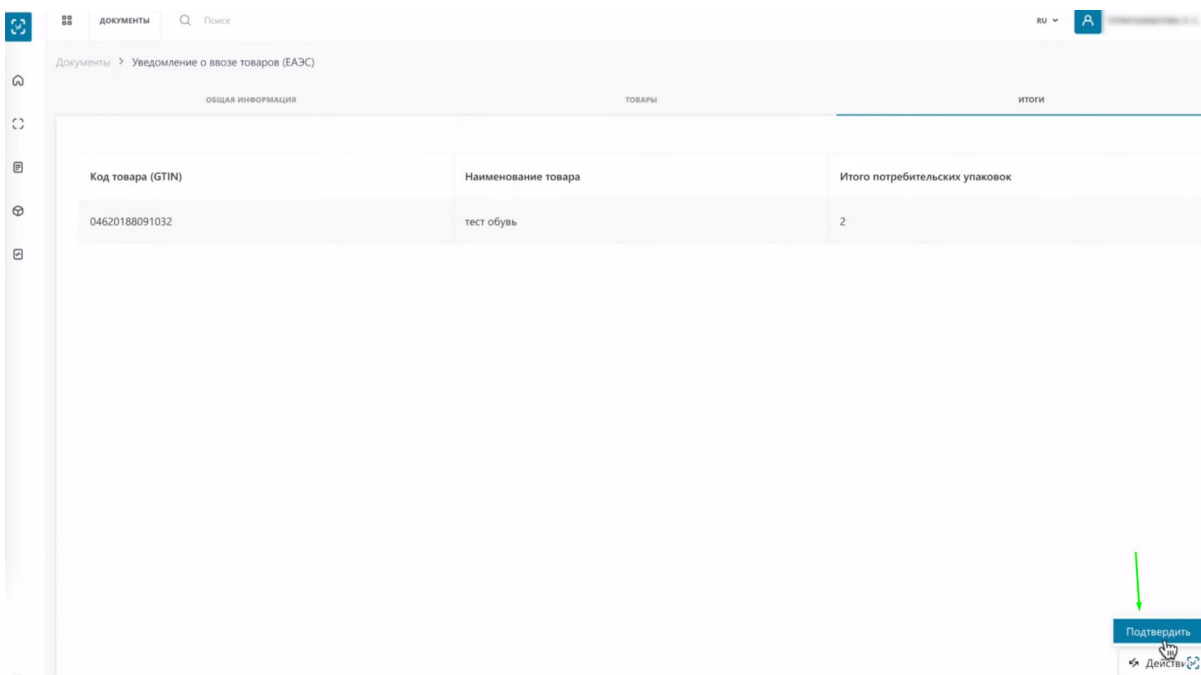 ДОКУМЕНТЫ Поиск RU
Документы > Уведомление о ввозе товаров (ЕАЭС)
ОБЩАЯ ИНФОРМАЦИЯ ТОВАРЫ ИТОГИ
Код товара (GTIN) Наименование товара Итого потребительских упаковок
04620188091032 тест обувь 2
Подтвердить